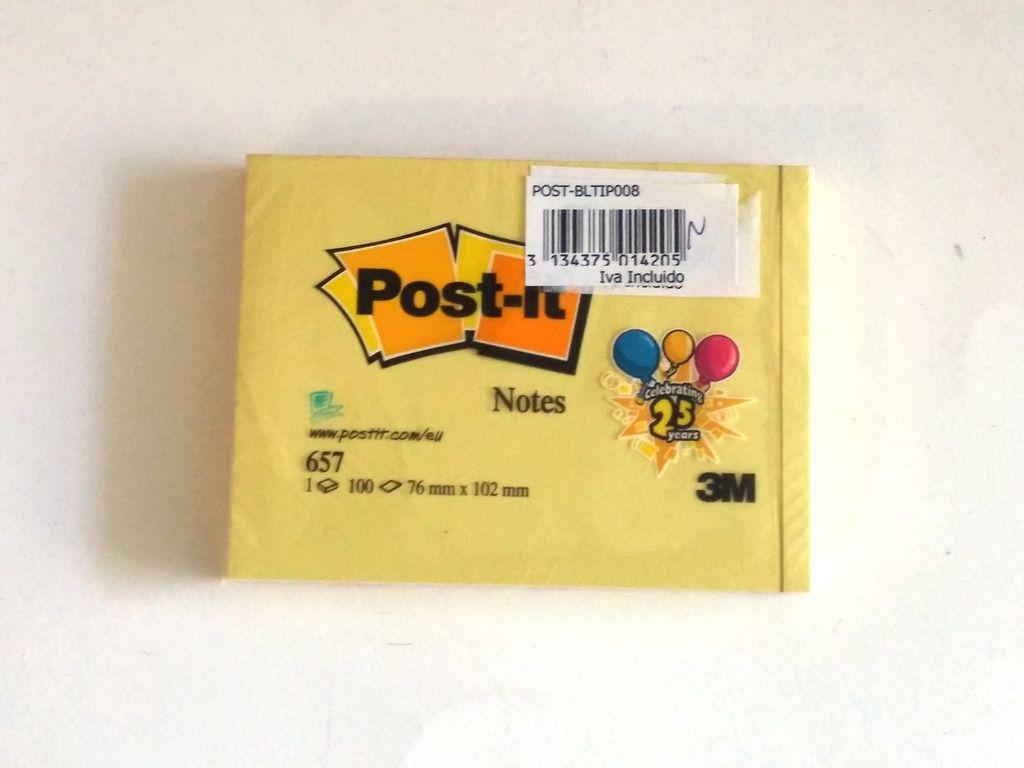 POST-BLTIP008
3 134375 014205
N
Iva Incluido
Post-it
Notes
Celebrating
25
years
www.postit.com/eu
657
1 100 76 mm x 102 mm
3M